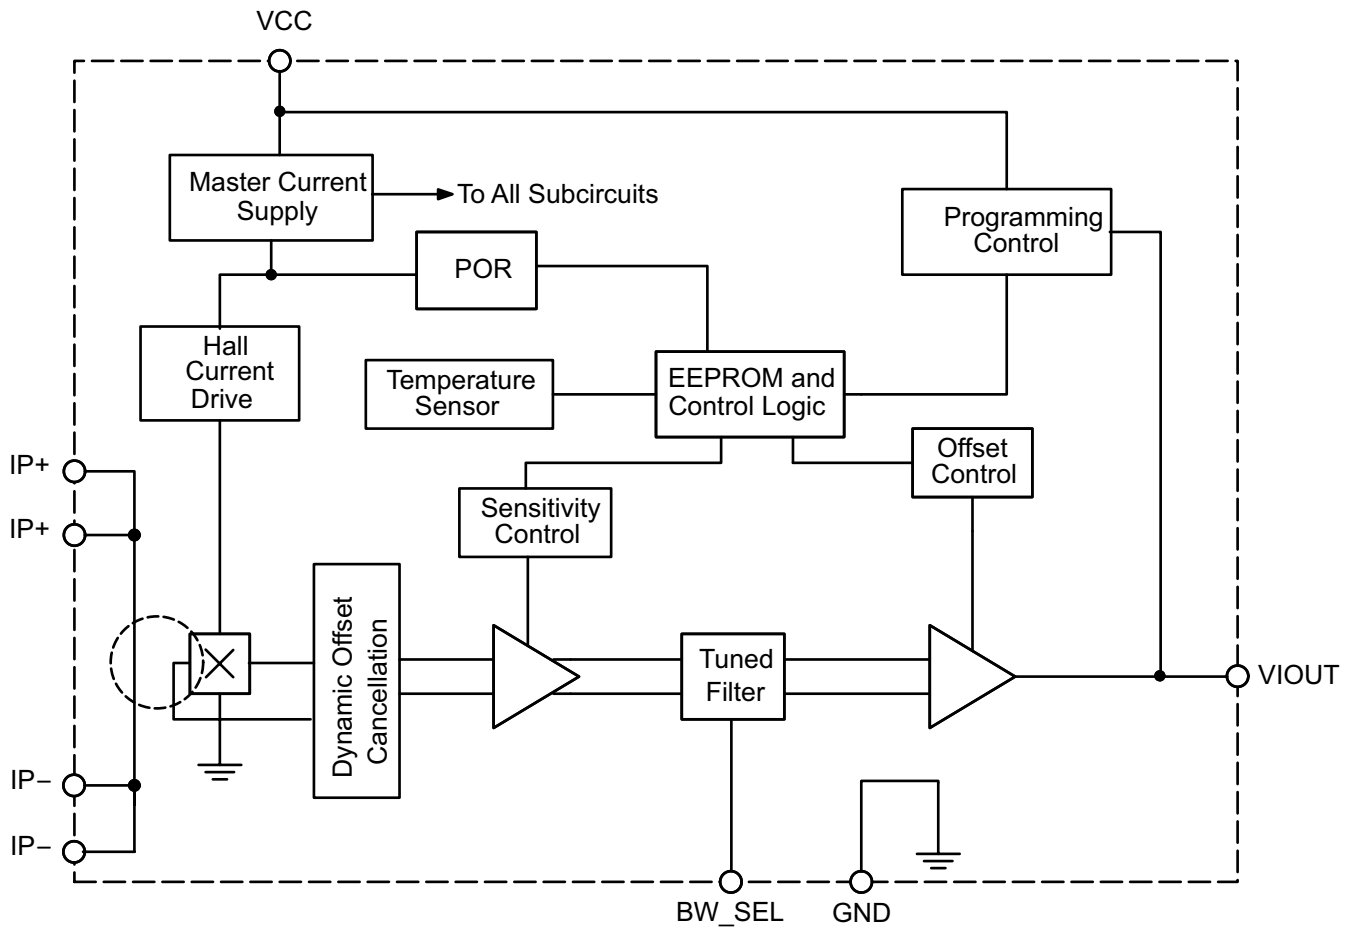 VCC
Master Current
Supply
To All Subcircuits
Programming
Control
POR
Hall
Current
Drive
Temperature
Sensor
EEPROM and
Control Logic
Offset
Control
IP+
IP+
Sensitivity
Control
Dynamic Offset
Cancellation
Tuned
Filter
VIOUT
IP−
IP−
BW_SEL
GND